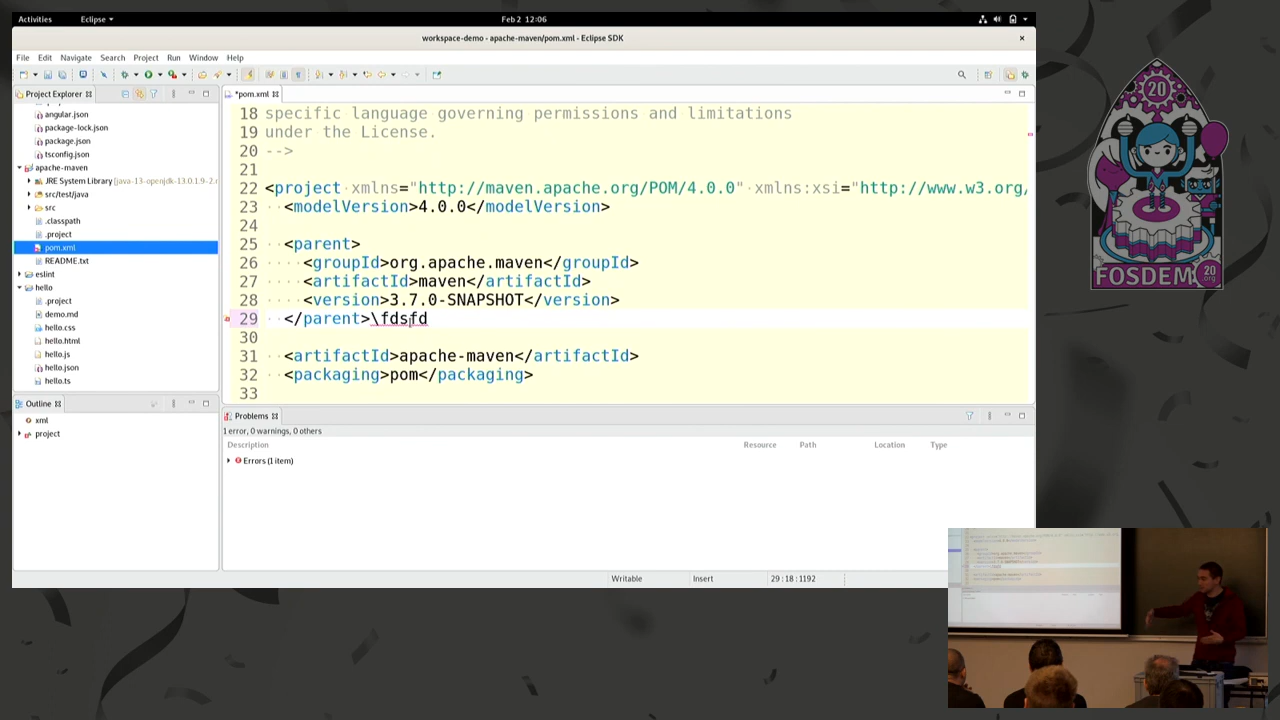 Activities Eclipse Feb 2 12:06
workspace-demo - apache-maven/pom.xml - Eclipse SDK
File Edit Navigate Search Project Run Window Help
Project Explorer
angular.json
package-lock.json
package.json
tsconfig.json
apache-maven
JRE System Library [java-13-openjdk-13.0.1.9-2.r
src/test/java
src
.classpath
.project
pom.xml
README.txt
eslint
hello
.project
demo.md
hello.css
hello.html
hello.js
hello.json
hello.ts
Outline
xml
project
*pom.xml
18 specific language governing permissions and limitations
19 under the License.
20 -->
21
22 <project xmlns="http://maven.apache.org/POM/4.0.0" xmlns:xsi="http://www.w3.org/
23 <modelVersion>4.0.0</modelVersion>
24
25 <parent>
26 <groupId>org.apache.maven</groupId>
27 <artifactId>maven</artifactId>
28 <version>3.7.0-SNAPSHOT</version>
29 </parent>\fdsfd
30
31 <artifactId>apache-maven</artifactId>
32 <packaging>pom</packaging>
33
Problems
1 error, 0 warnings, 0 others
Description Resource Path Location Type
Errors (1 item)
Writable Insert 29 : 18 : 1192
20
FOSDEM 20 .org